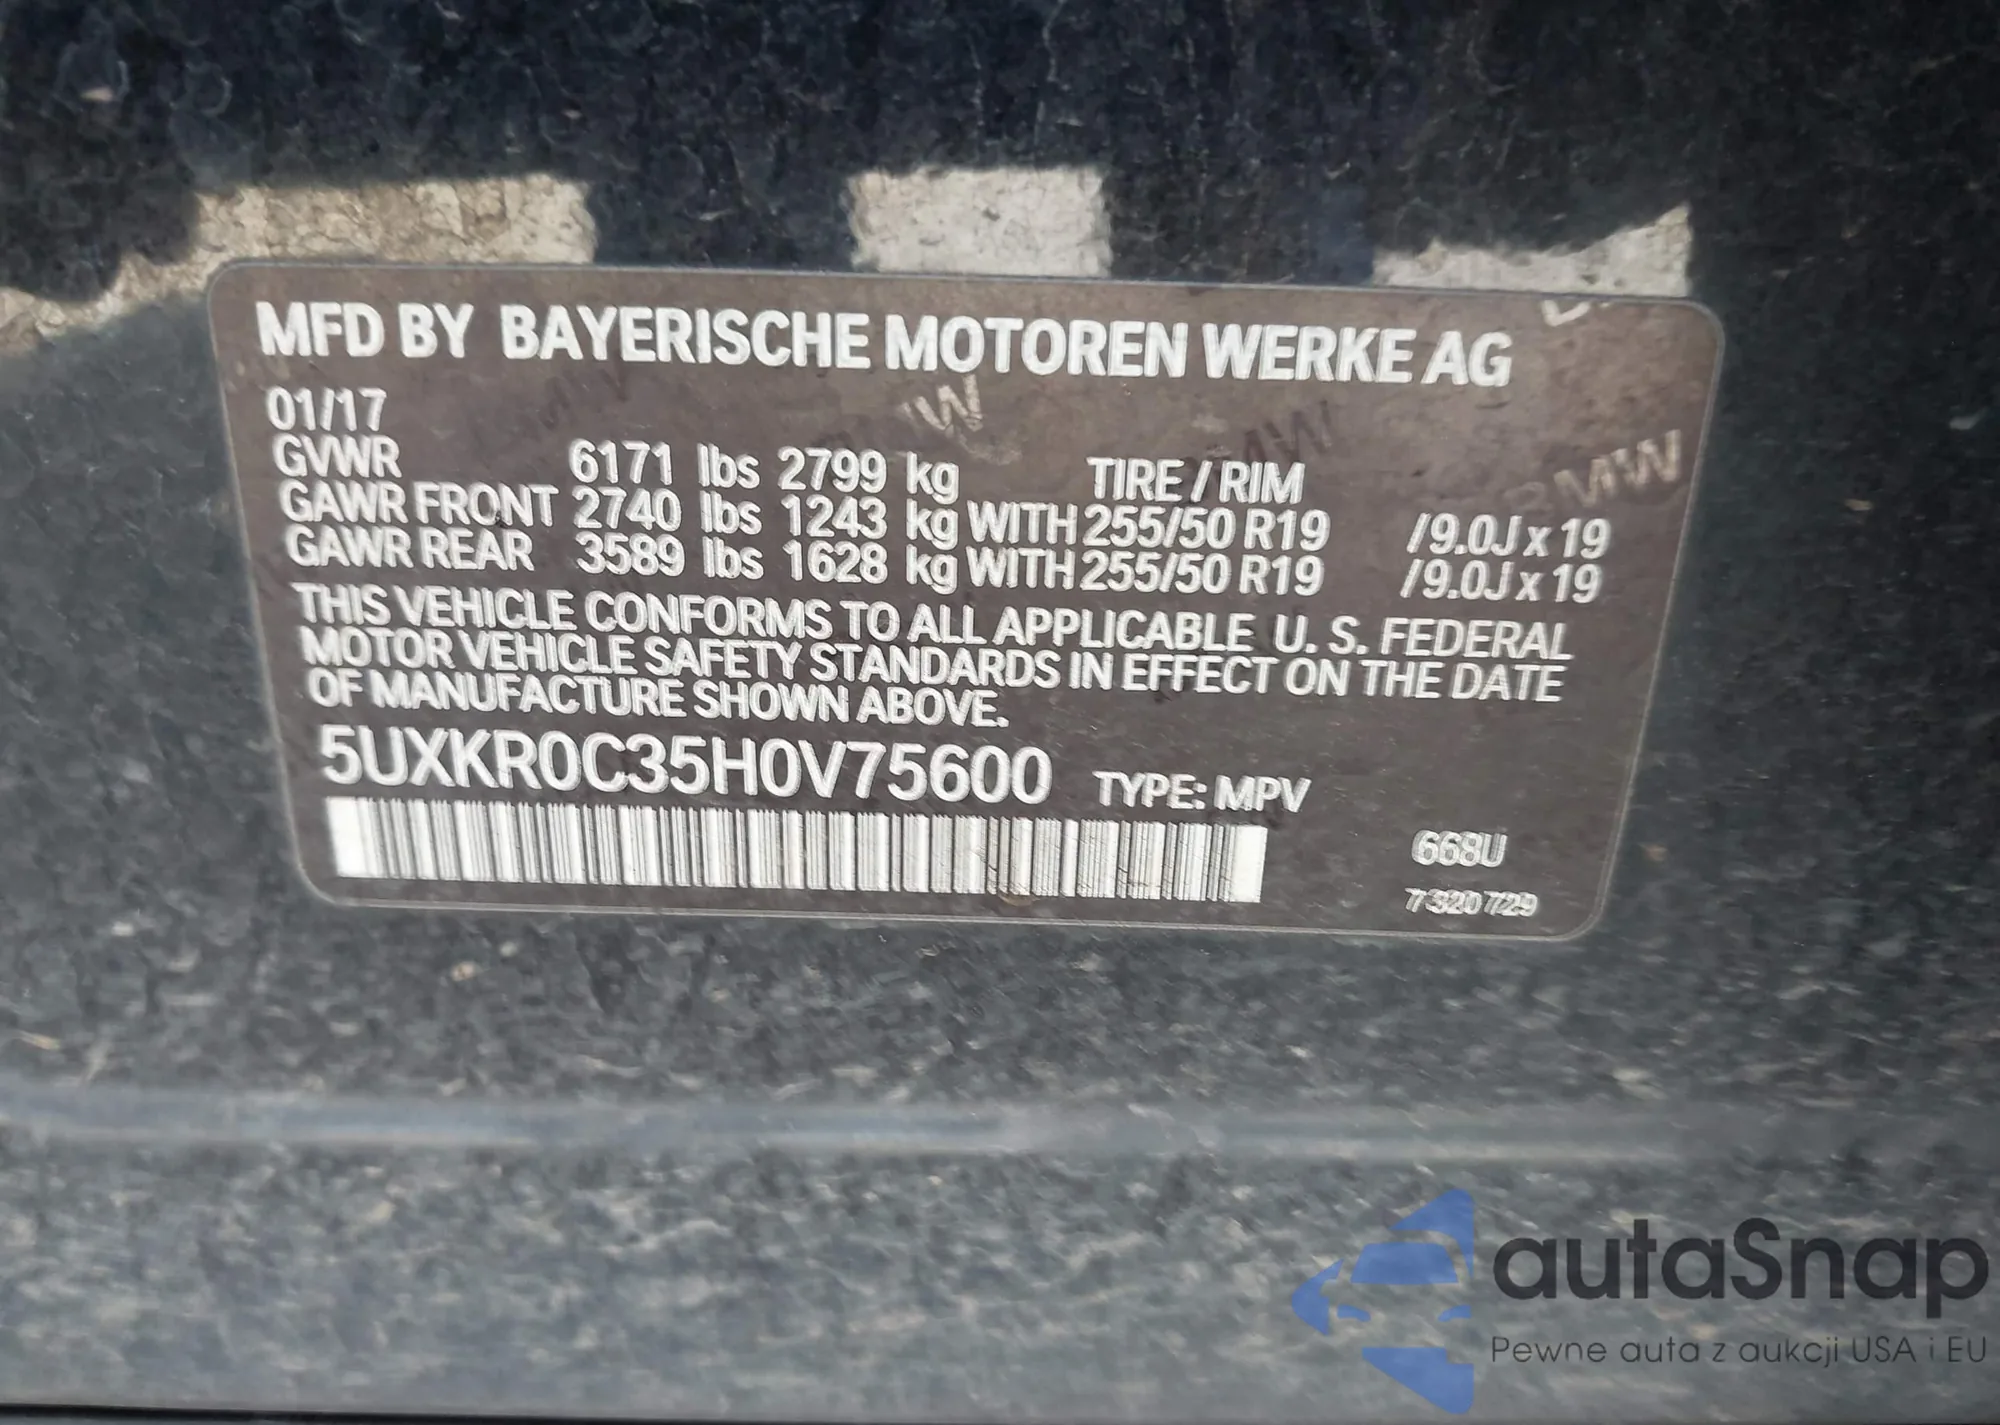 MFD BY BAYERISCHE MOTOREN WERKE AG
01/17
GVWR 6171 lbs 2799 kg TIRE / RIM
GAWR FRONT 2740 lbs 1243 kg WITH 255/50 R19 /9.0J x 19
GAWR REAR 3589 lbs 1628 kg WITH 255/50 R19 /9.0J x 19
THIS VEHICLE CONFORMS TO ALL APPLICABLE U. S. FEDERAL
MOTOR VEHICLE SAFETY STANDARDS IN EFFECT ON THE DATE
OF MANUFACTURE SHOWN ABOVE.
5UXKR0C35H0V75600 TYPE: MPV
668U
7320729
BMW
autaSnap
Pewne auta z aukcji USA i EU